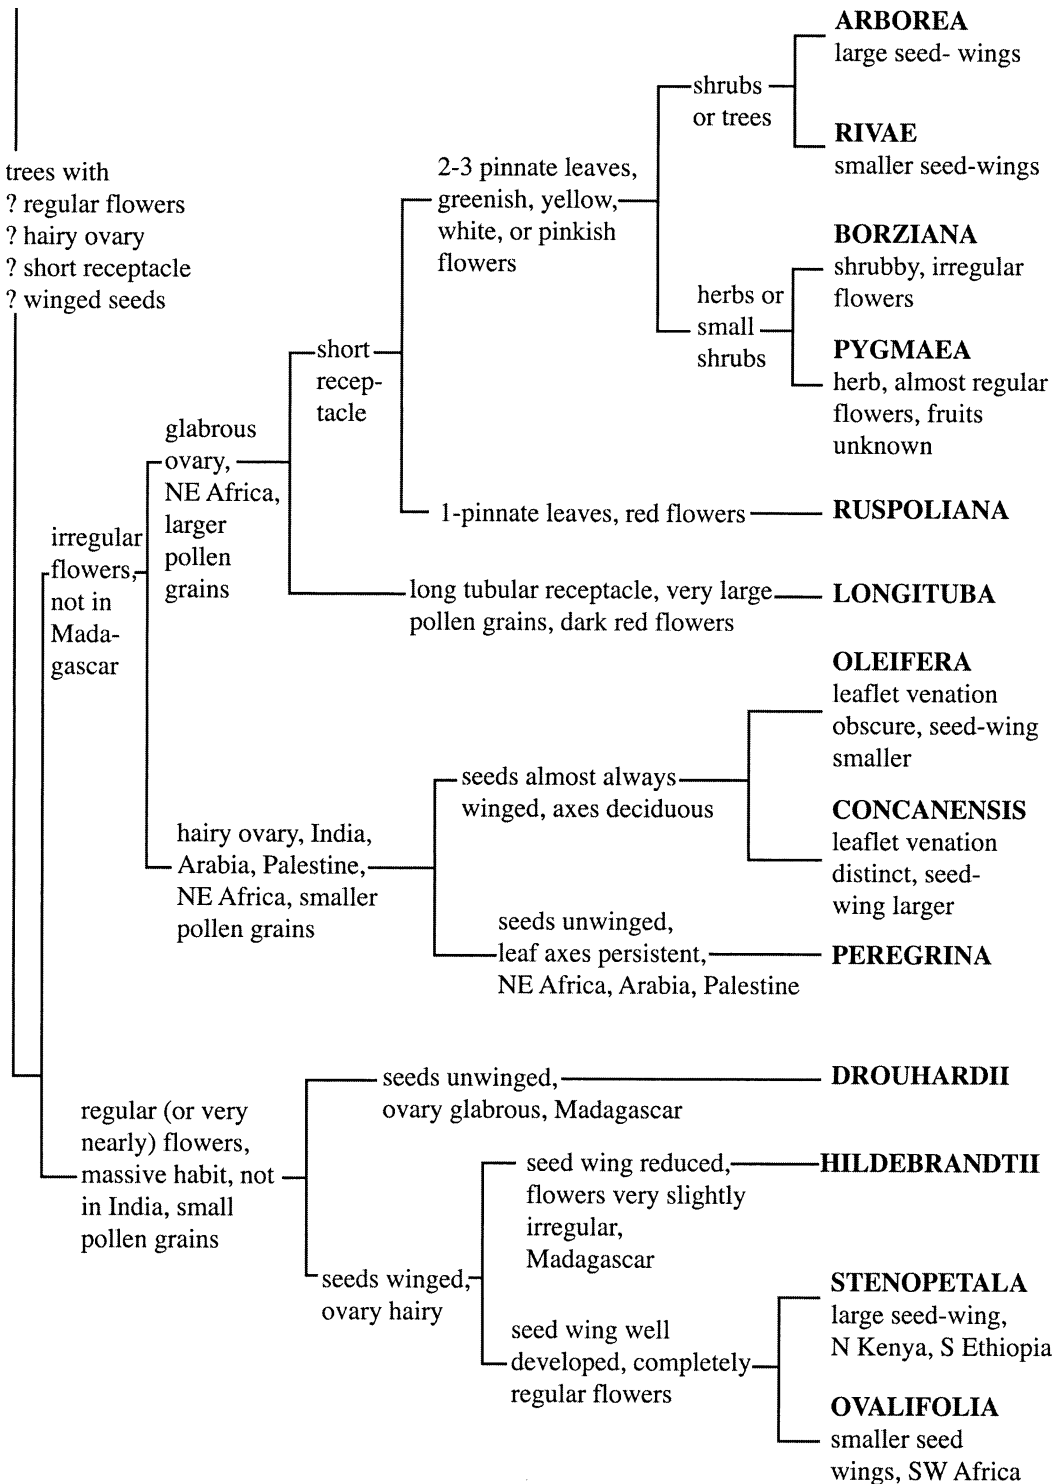 trees with
? regular flowers
? hairy ovary
? short receptacle
? winged seeds
irregular
flowers,
not in
Mada-
gascar
glabrous
ovary,
NE Africa,
larger
pollen
grains
short
recep-
tacle
2-3 pinnate leaves,
greenish, yellow,
white, or pinkish
flowers
shrubs
or trees
ARBOREA
large seed- wings
RIVAE
smaller seed-wings
herbs or
small
shrubs
BORZIANA
shrubby, irregular
flowers
PYGMAEA
herb, almost regular
flowers, fruits
unknown
1-pinnate leaves, red flowers
RUSPOLIANA
long tubular receptacle, very large
pollen grains, dark red flowers
LONGITUBA
hairy ovary, India,
Arabia, Palestine,
NE Africa, smaller
pollen grains
seeds almost always
winged, axes deciduous
OLEIFERA
leaflet venation
obscure, seed-wing
smaller
CONCANENSIS
leaflet venation
distinct, seed-
wing larger
seeds unwinged,
leaf axes persistent,
NE Africa, Arabia, Palestine
PEREGRINA
regular (or very
nearly) flowers,
massive habit, not
in India, small
pollen grains
seeds unwinged,
ovary glabrous, Madagascar
DROUHARDII
seeds winged,
ovary hairy
seed wing reduced,
flowers very slightly
irregular,
Madagascar
HILDEBRANDTII
seed wing well
developed, completely
regular flowers
STENOPETALA
large seed-wing,
N Kenya, S Ethiopia
OVALIFOLIA
smaller seed
wings, SW Africa